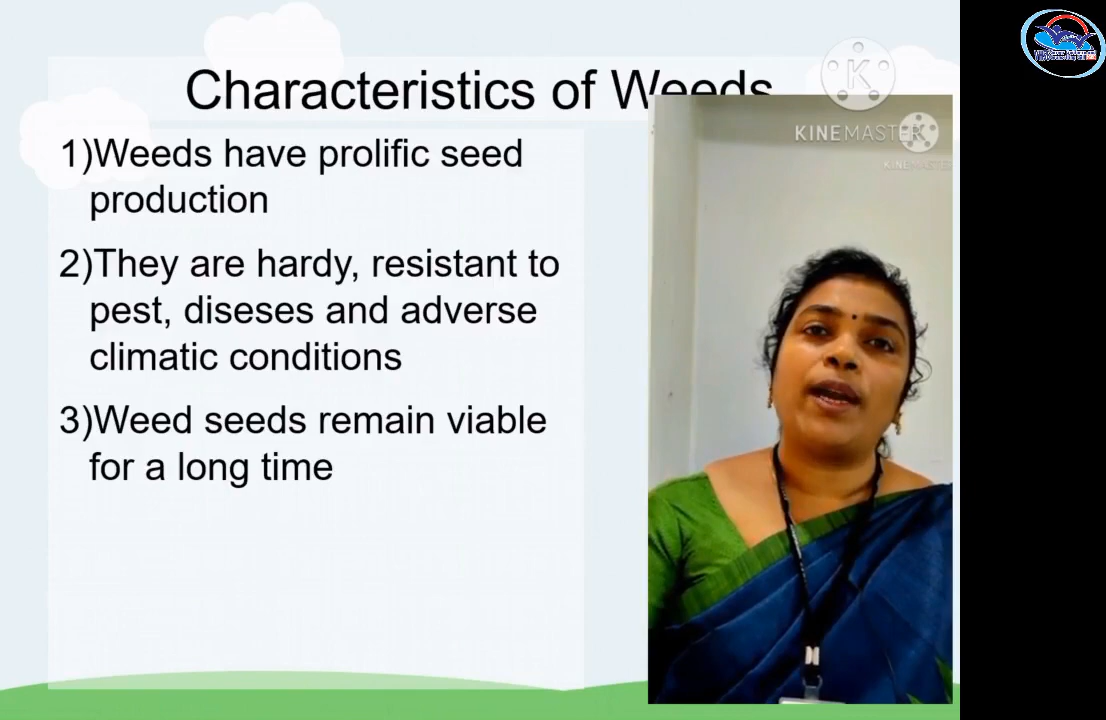 Characteristics of Weeds
1)Weeds have prolific seed
production
2)They are hardy, resistant to
pest, diseses and adverse
climatic conditions
3)Weed seeds remain viable
for a long time
K
KINEMASTER
KINEMASTER